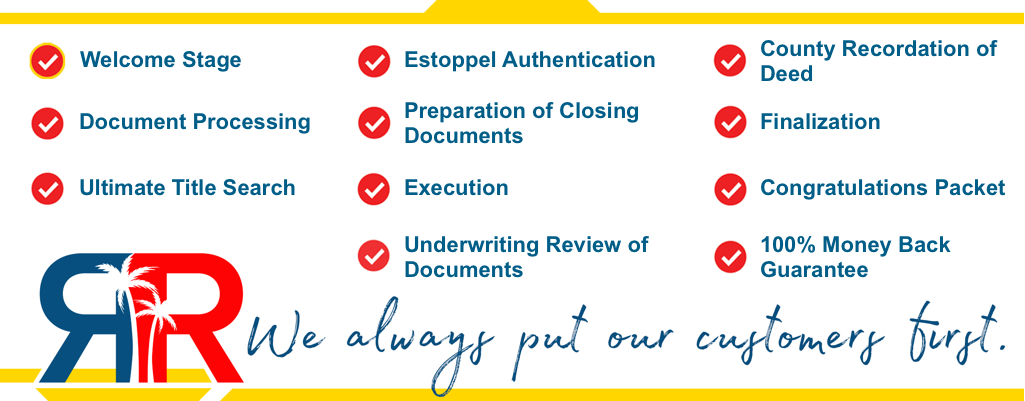 Welcome Stage
Document Processing
Ultimate Title Search
Estoppel Authentication
Preparation of Closing
Documents
Execution
Underwriting Review of
Documents
County Recordation of
Deed
Finalization
Congratulations Packet
100% Money Back
Guarantee
RR
We always put our customers first.